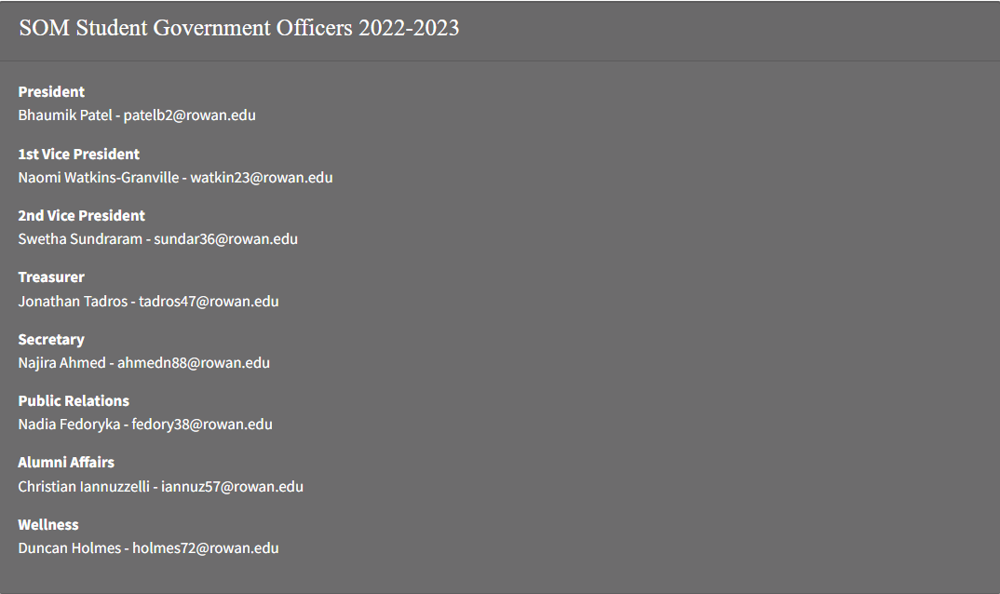 SOM Student Government Officers 2022-2023
President
Bhaumik Patel - patelb2@rowan.edu
1st Vice President
Naomi Watkins-Granville - watkin23@rowan.edu
2nd Vice President
Swetha Sundraram - sundar36@rowan.edu
Treasurer
Jonathan Tadros - tadros47@rowan.edu
Secretary
Najira Ahmed - ahmedn88@rowan.edu
Public Relations
Nadia Fedoryka - fedory38@rowan.edu
Alumni Affairs
Christian Iannuzzelli - iannuz57@rowan.edu
Wellness
Duncan Holmes - holmes72@rowan.edu